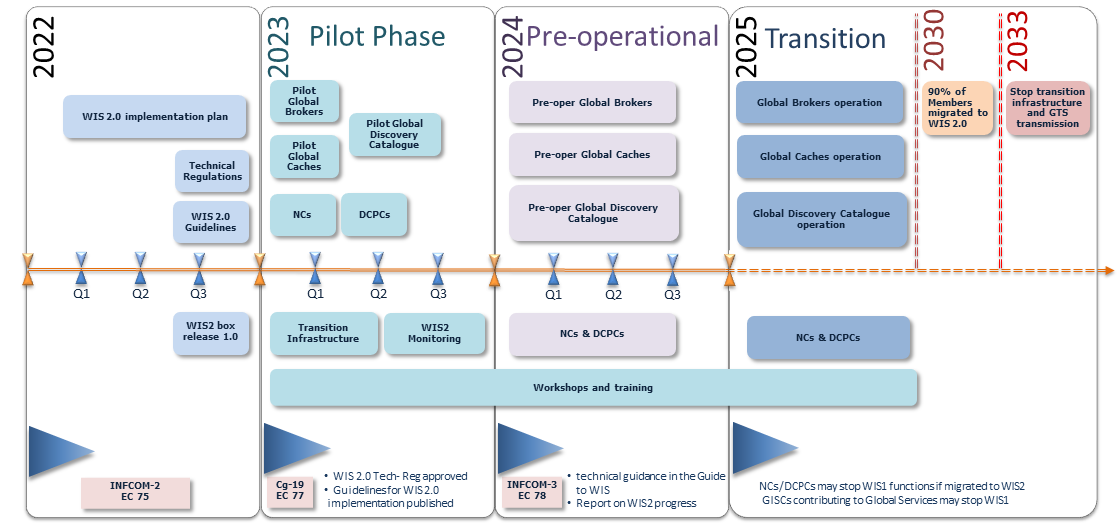 2022
WIS 2.0 implementation plan
Technical
Regulations
WIS 2.0
Guidelines
2023
Pilot Phase
Pilot
Global
Brokers
Pilot Global
Discovery
Catalogue
Pilot
Global
Caches
NCs
DCPCs
2024
Pre-operational
Pre-oper Global Brokers
Pre-oper Global Caches
Pre-oper Global Discovery
Catalogue
2025
Transition
Global Brokers operation
Global Caches operation
Global Discovery Catalogue
operation
2030
90% of
Members
migrated to
WIS 2.0
2033
Stop transition
infrastructure
and GTS
transmission
Q1
Q2
Q3
Q1
Q2
Q3
Q1
Q2
Q3
WIS2 box
release 1.0
Transition
Infrastructure
WIS2
Monitoring
NCs & DCPCs
NCs & DCPCs
Workshops and training
INFCOM-2
EC 75
Cg-19
EC 77
• WIS 2.0 Tech- Reg approved
• Guidelines for WIS 2.0
implementation published
INFCOM-3
EC 78
• technical guidance in the Guide
to WIS
• Report on WIS2 progress
NCs/DCPCs may stop WIS1 functions if migrated to WIS2
GISCs contributing to Global Services may stop WIS1